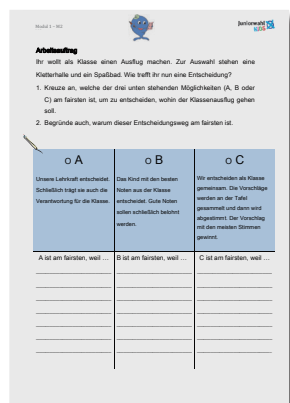 Modul 1 – M2
Juniorwahl
KiDS
Arbeitsauftrag
Ihr wollt als Klasse einen Ausflug machen. Zur Auswahl stehen eine
Kletterhalle und ein Spaßbad. Wie trefft ihr nun eine Entscheidung?
1. Kreuze an, welche der drei unten stehenden Möglichkeiten (A, B oder
C) am fairsten ist, um zu entscheiden, wohin der Klassenausflug gehen
soll.
2. Begründe auch, warum dieser Entscheidungsweg am fairsten ist.
O A
Unsere Lehrkraft entscheidet.
Schließlich trägt sie auch die
Verantwortung für die Klasse.
O B
Das Kind mit den besten
Noten aus der Klasse
entscheidet. Gute Noten
sollen schließlich belohnt
werden.
O C
Wir entscheiden als Klasse
gemeinsam. Die Vorschläge
werden an der Tafel
gesammelt und dann wird
abgestimmt. Der Vorschlag
mit den meisten Stimmen
gewinnt.
A ist am fairsten, weil …
B ist am fairsten, weil …
C ist am fairsten, weil …